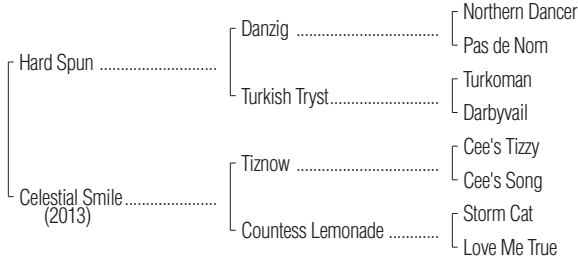 Northern Dancer
Danzig ....................................
Pas de Nom
Hard Spun .............................
Turkoman
Turkish Tryst...........................
Darbyvail
Cee's Tizzy
Tiznow ...................................
Cee's Song
Celestial Smile.......................
(2013)
Storm Cat
Countess Lemonade ............
Love Me True